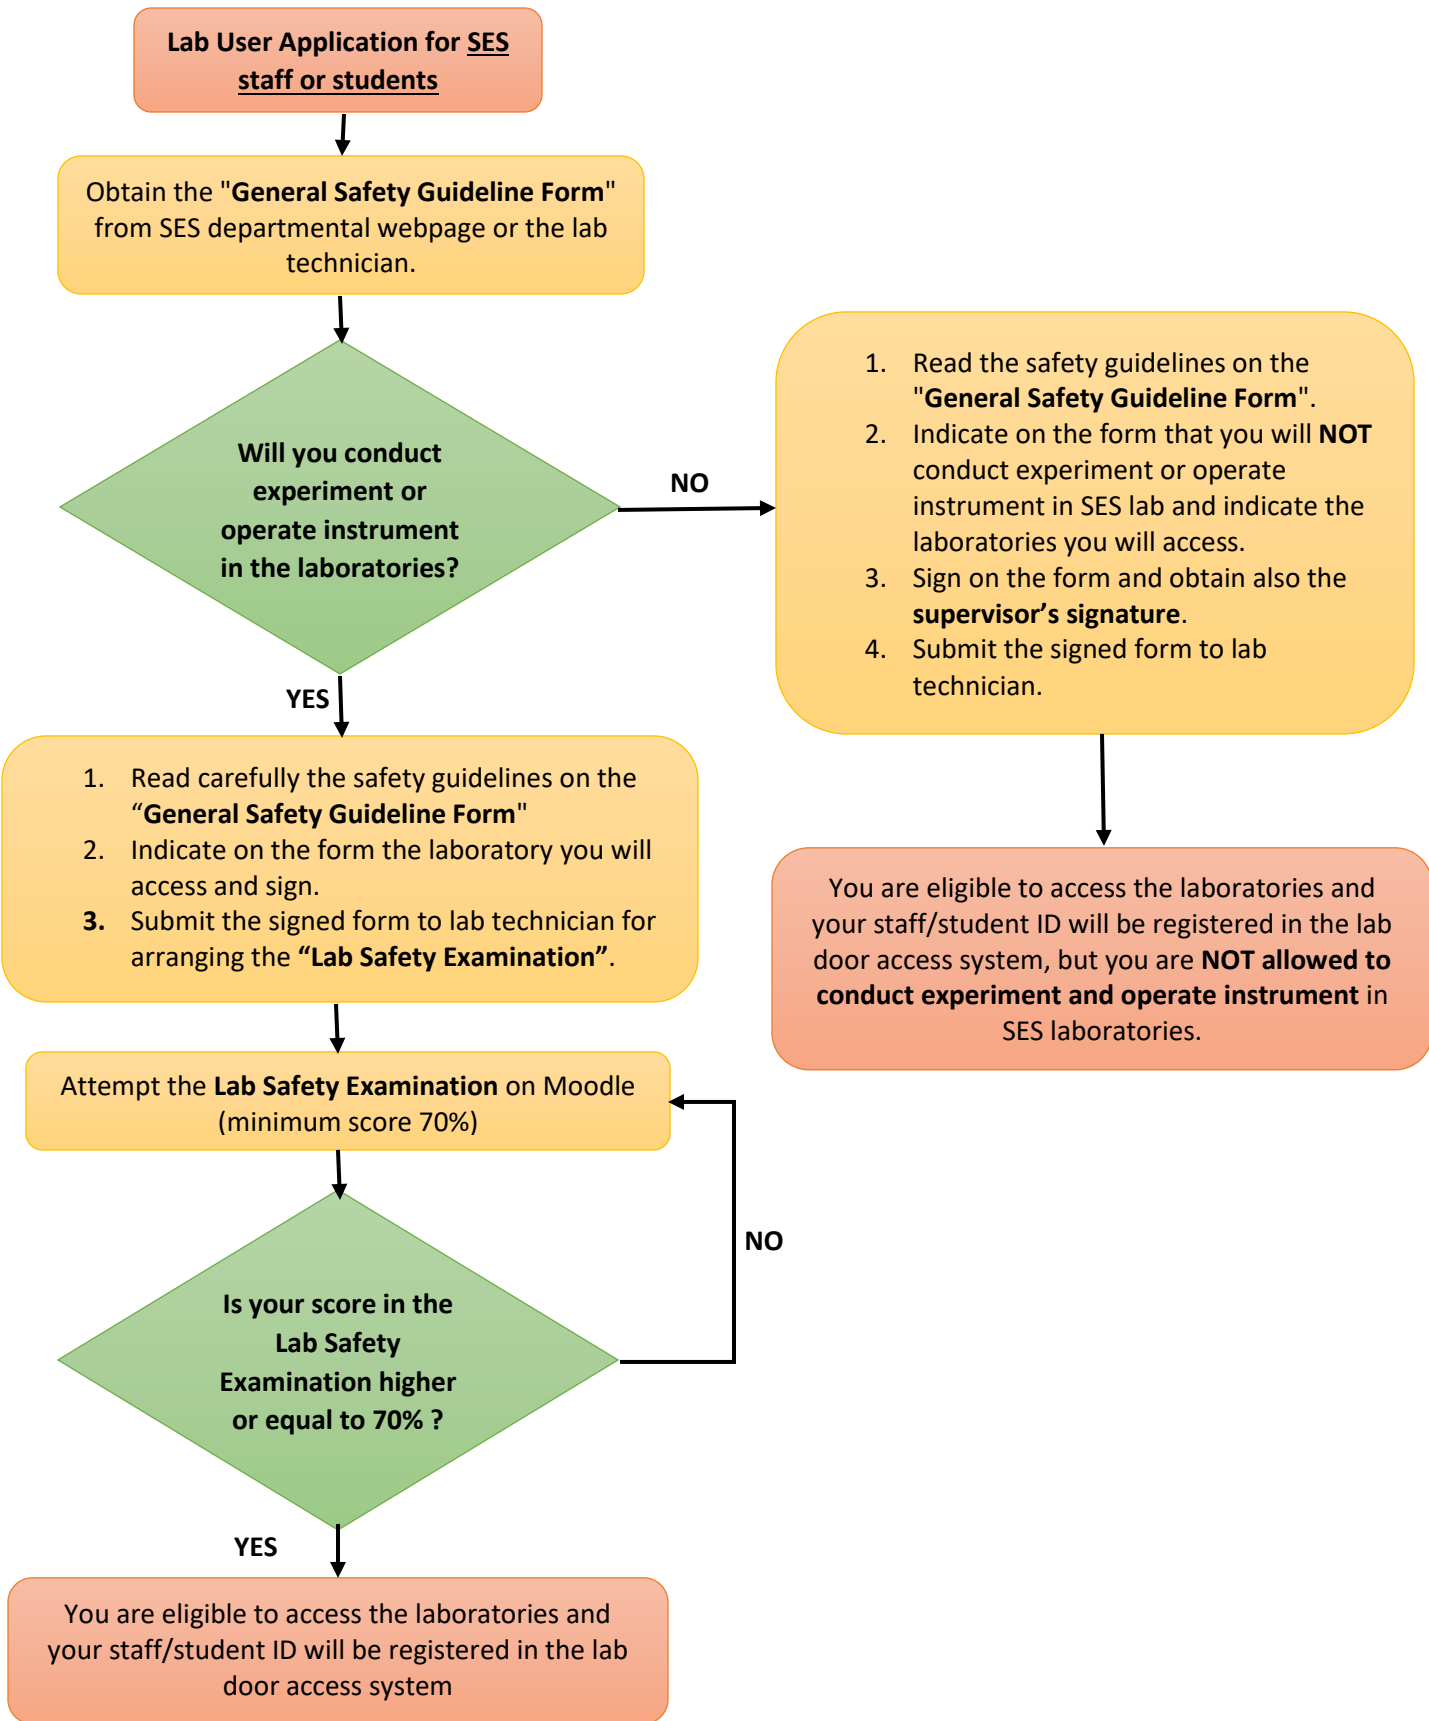 Lab User Application for SES
staff or students
Obtain the "General Safety Guideline Form"
from SES departmental webpage or the lab
technician.
Will you conduct
experiment or
operate instrument
in the laboratories?
NO
1. Read the safety guidelines on the
"General Safety Guideline Form".
2. Indicate on the form that you will NOT
conduct experiment or operate
instrument in SES lab and indicate the
laboratories you will access.
3. Sign on the form and obtain also the
supervisor’s signature.
4. Submit the signed form to lab
technician.
You are eligible to access the laboratories and
your staff/student ID will be registered in the lab
door access system, but you are NOT allowed to
conduct experiment and operate instrument in
SES laboratories.
YES
1. Read carefully the safety guidelines on the
“General Safety Guideline Form"
2. Indicate on the form the laboratory you will
access and sign.
3. Submit the signed form to lab technician for
arranging the “Lab Safety Examination”.
Attempt the Lab Safety Examination on Moodle
(minimum score 70%)
NO
Is your score in the
Lab Safety
Examination higher
or equal to 70% ?
YES
You are eligible to access the laboratories and
your staff/student ID will be registered in the lab
door access system